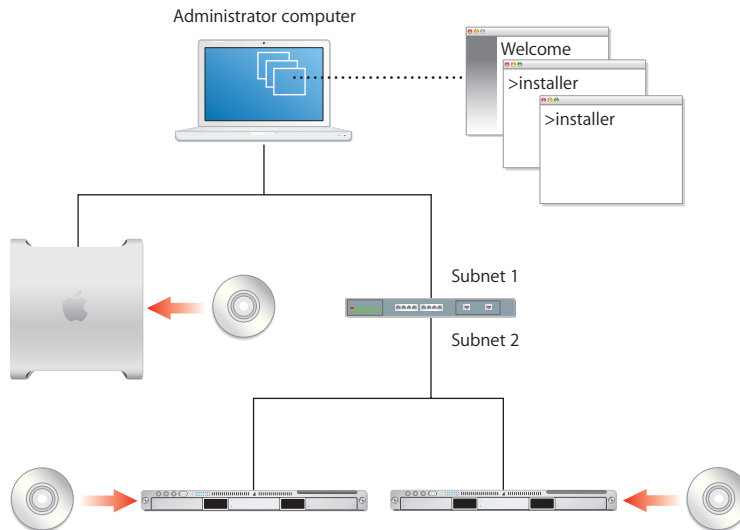 Administrator computer
Welcome
>installer
>installer
Subnet 1
Subnet 2